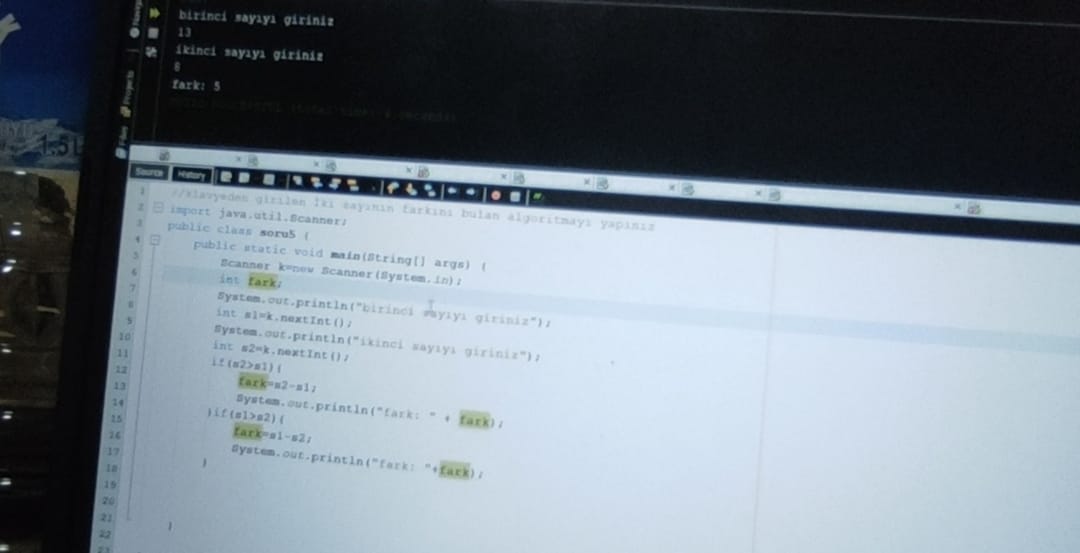 birinci sayıyı giriniz
13
ikinci sayıyı giriniz
8
fark: 5
Projects
Files
1.5L
Source History
1 //klavyeden girilen iki sayının farkını bulan algoritmayı yapınız
2 import java.util.Scanner;
3 public class soru5 {
4 public static void main(String[] args) {
5 Scanner k=new Scanner(System.in);
6 int fark;
7 System.out.println("birinci sayıyı giriniz");
8 int s1=k.nextInt();
9 System.out.println("ikinci sayıyı giriniz");
10 int s2=k.nextInt();
11 if(s2>s1){
12 fark=s2-s1;
13 System.out.println("fark: " + fark);
14 }if(s1>s2){
15 fark=s1-s2;
16 System.out.println("fark: "+fark);
17 }
18
19
20 }
21
22